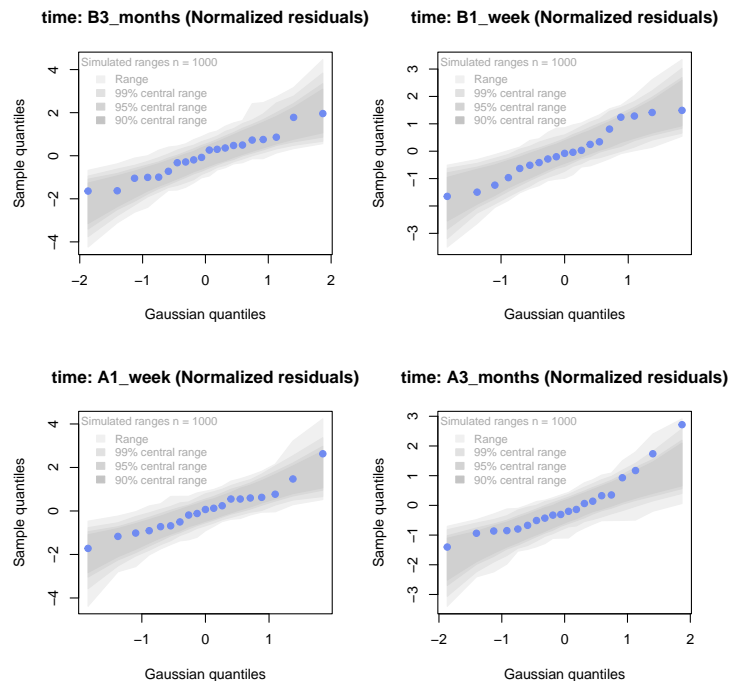 time: B3_months (Normalized residuals)
Simulated ranges n = 1000
Range
99% central range
95% central range
90% central range
4
2
0
−2
−4
Sample quantiles
−2 −1 0 1 2
Gaussian quantiles
time: B1_week (Normalized residuals)
Simulated ranges n = 1000
Range
99% central range
95% central range
90% central range
3
2
1
0
−1
−3
Sample quantiles
−1 0 1 2
Gaussian quantiles
time: A1_week (Normalized residuals)
Simulated ranges n = 1000
Range
99% central range
95% central range
90% central range
4
2
0
−2
−4
Sample quantiles
−1 0 1
Gaussian quantiles
time: A3_months (Normalized residuals)
Simulated ranges n = 1000
Range
99% central range
95% central range
90% central range
3
2
1
0
−1
−2
−3
Sample quantiles
−2 −1 0 1 2
Gaussian quantiles